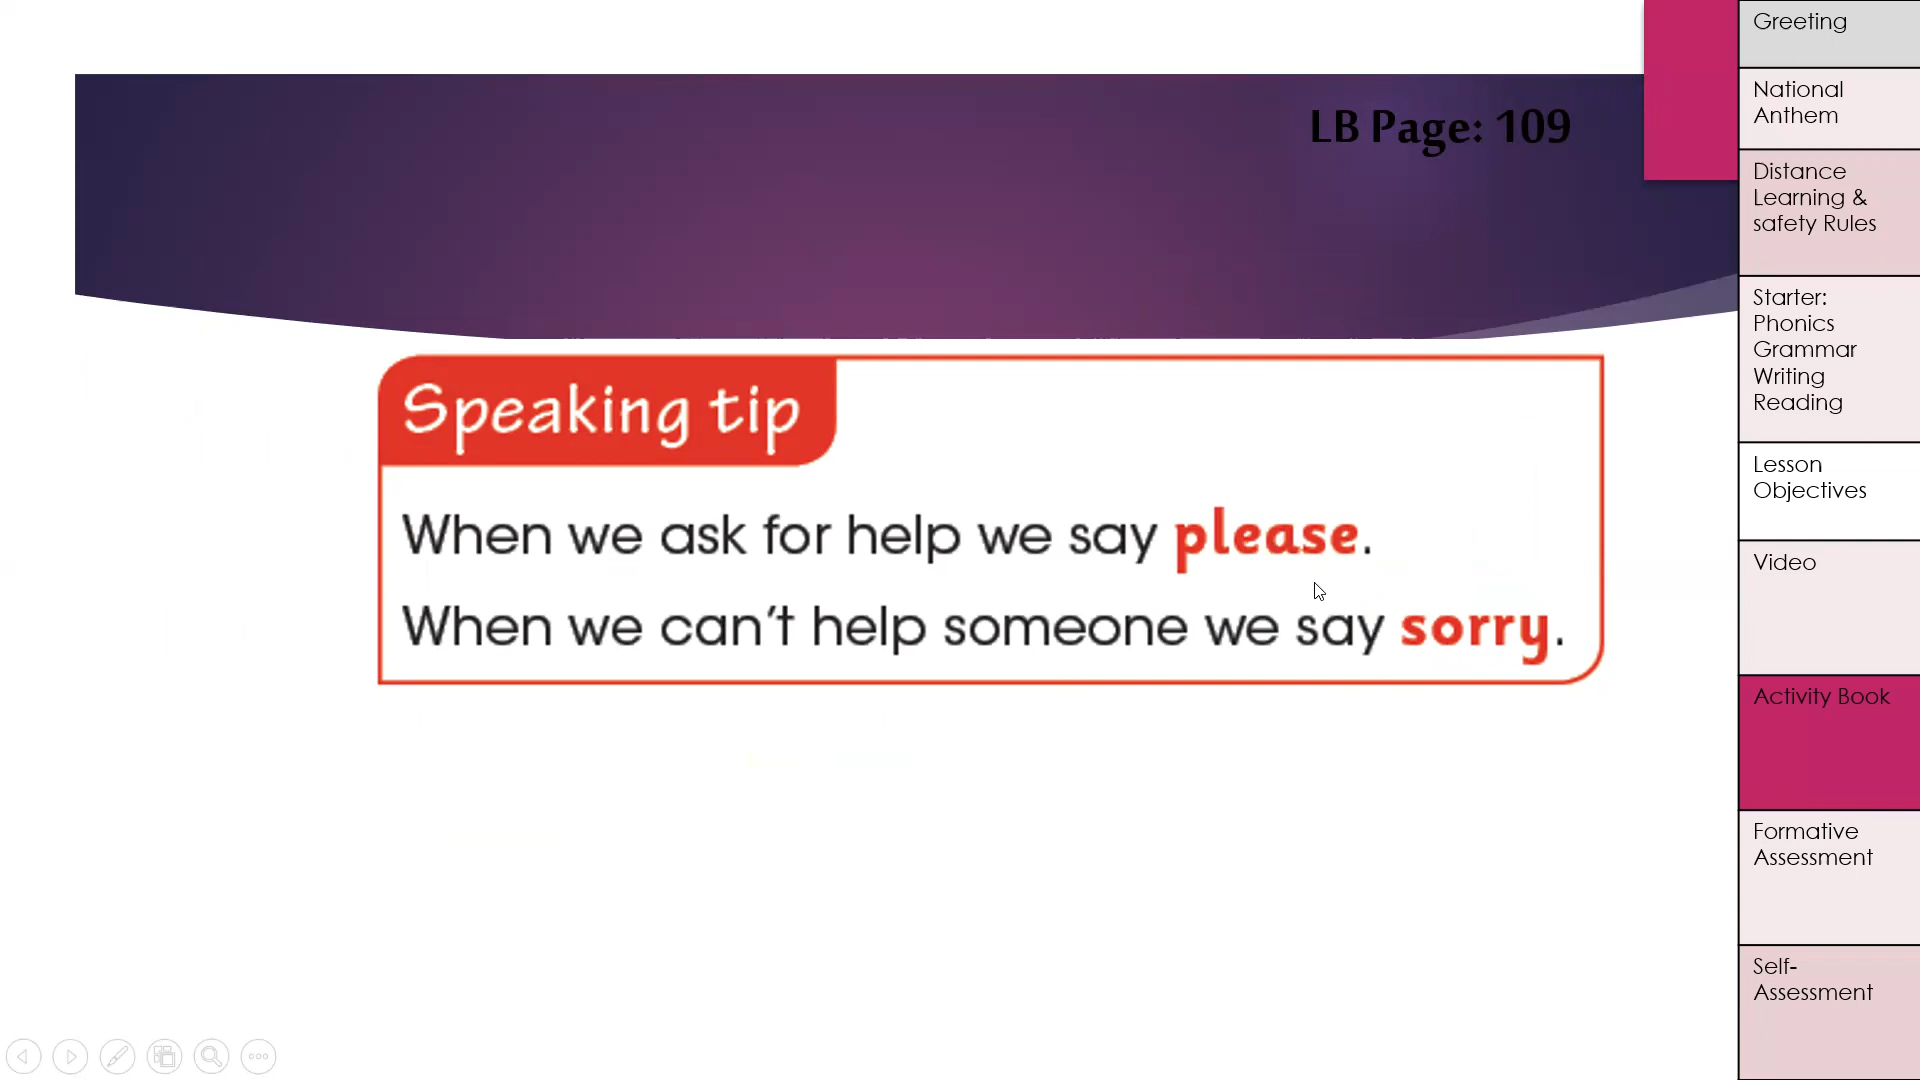 LB Page: 109
Speaking tip
When we ask for help we say please.
When we can't help someone we say sorry.
Greeting
National
Anthem
Distance
Learning &
safety Rules
Starter:
Phonics
Grammar
Writing
Reading
Lesson
Objectives
Video
Activity Book
Formative
Assessment
Self-
Assessment